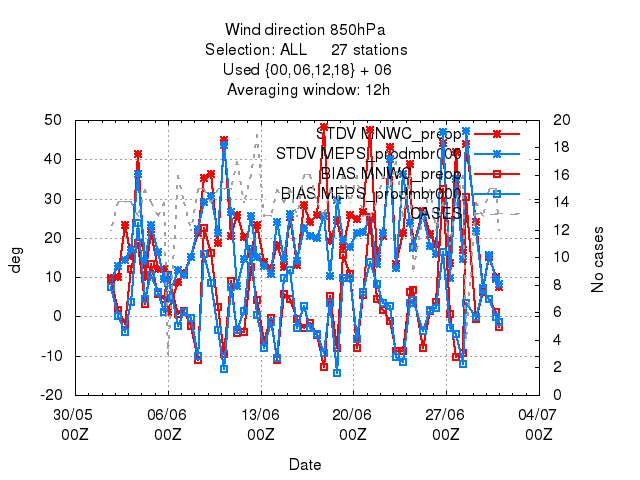 Wind direction 850hPa
Selection: ALL 27 stations
Used {00,06,12,18} + 06
Averaging window: 12h
50
40
30
20
10
0
-10
-20
deg
20
18
16
14
12
10
8
6
4
2
0
No cases
STDV MNWC_prepp
STDV MEPS_prodmbr000
BIAS MNWC_prepp
BIAS MEPS_prodmbr000
CASES
30/05 06/06 13/06 20/06 27/06 04/07
00Z 00Z 00Z 00Z 00Z 00Z
Date